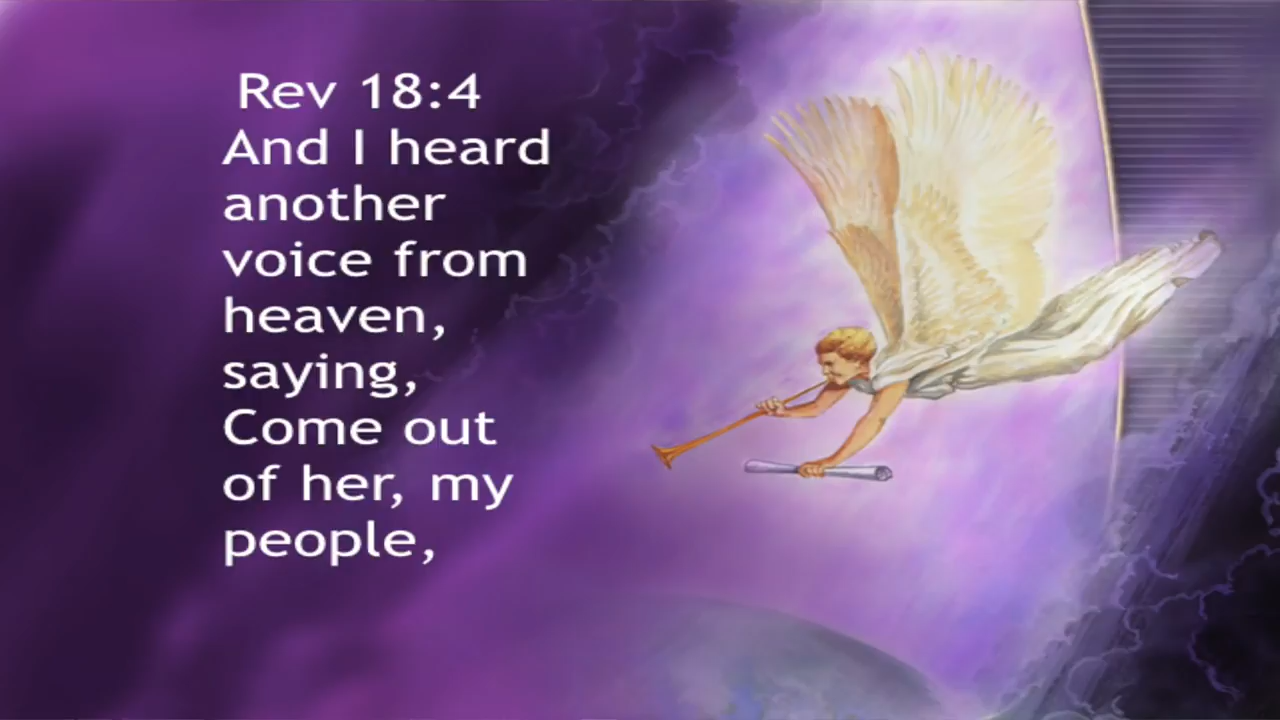 Rev 18:4
And I heard
another
voice from
heaven,
saying,
Come out
of her, my
people,